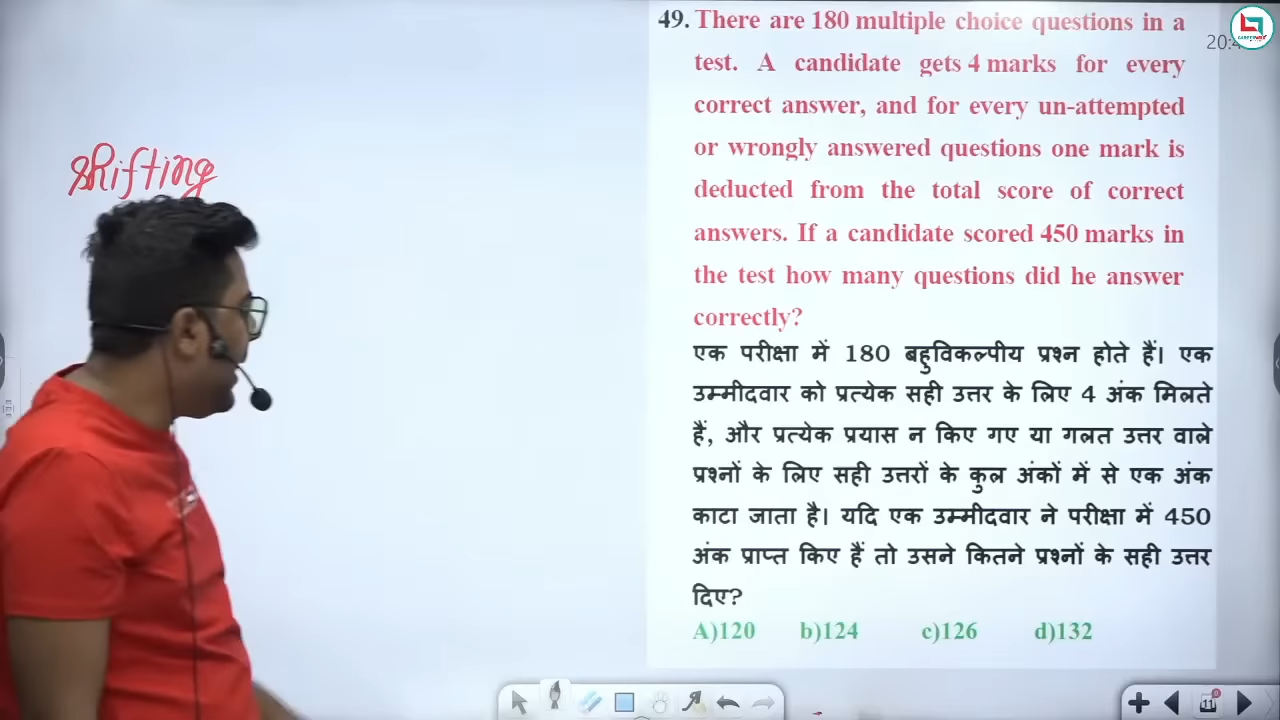 49. There are 180 multiple choice questions in a
test. A candidate gets 4 marks for every
correct answer, and for every un-attempted
or wrongly answered questions one mark is
deducted from the total score of correct
answers. If a candidate scored 450 marks in
the test how many questions did he answer
correctly?
एक परीक्षा में 180 बहुविकल्पीय प्रश्न होते हैं। एक
उम्मीदवार को प्रत्येक सही उत्तर के लिए 4 अंक मिलते
हैं, और प्रत्येक प्रयास न किए गए या गलत उत्तर वाले
प्रश्नों के लिए सही उत्तरों के कुल अंकों में से एक अंक
काटा जाता है। यदि एक उम्मीदवार ने परीक्षा में 450
अंक प्राप्त किए हैं तो उसने कितने प्रश्नों के सही उत्तर
दिए?
A)120 b)124 c)126 d)132
shifting
11